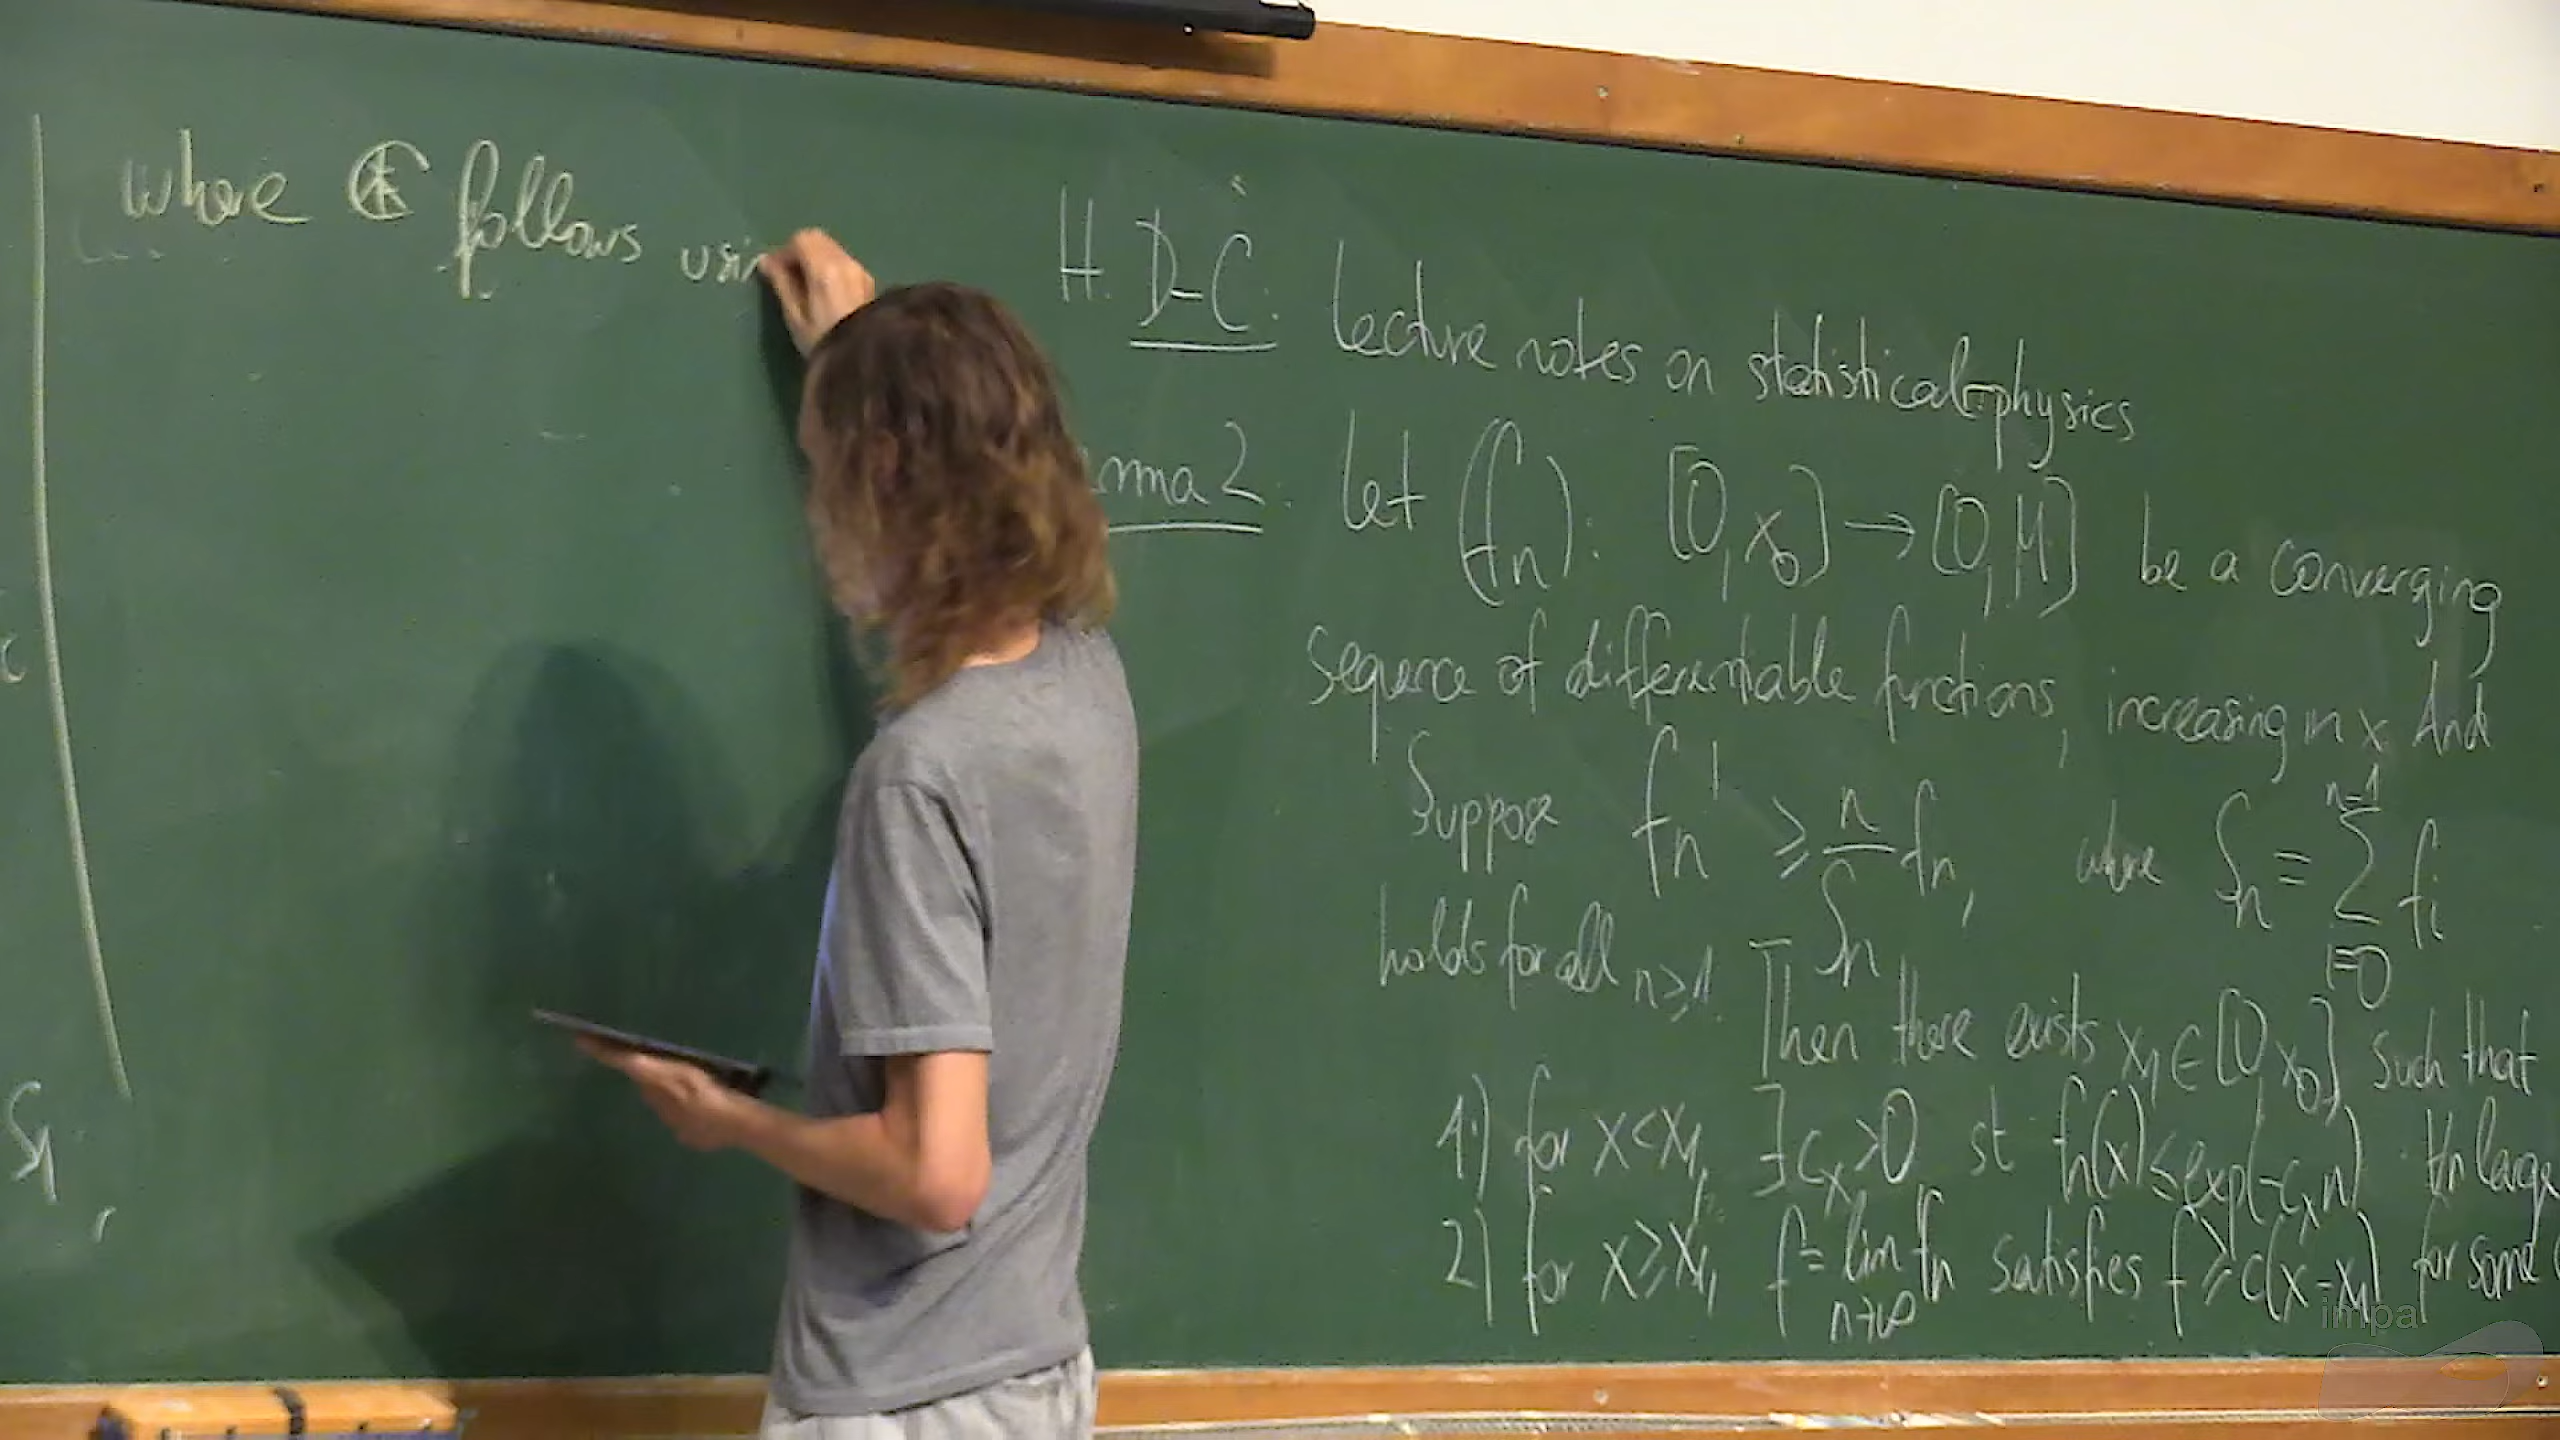 where ⊛ follows usin
H. D-C: Lecture notes on statistical physics
mma 2. Let (fn): [0, x0] → [0, M] be a converging
sequence of differentiable functions, increasing in x. And
Suppose fn' ≥ n/Sn fn, where Sn = Σ_{i=0}^{n-1} fi
holds for all n≥1. Then there exists x1 ∈ [0, x0] such that
1) for x<x1, ∃ cx>0 st fn(x) ≤ exp(-cx n). large
2) for x≥x1, f = lim_{n→∞} fn satisfies f ≥ c(x-x1) for some
impa